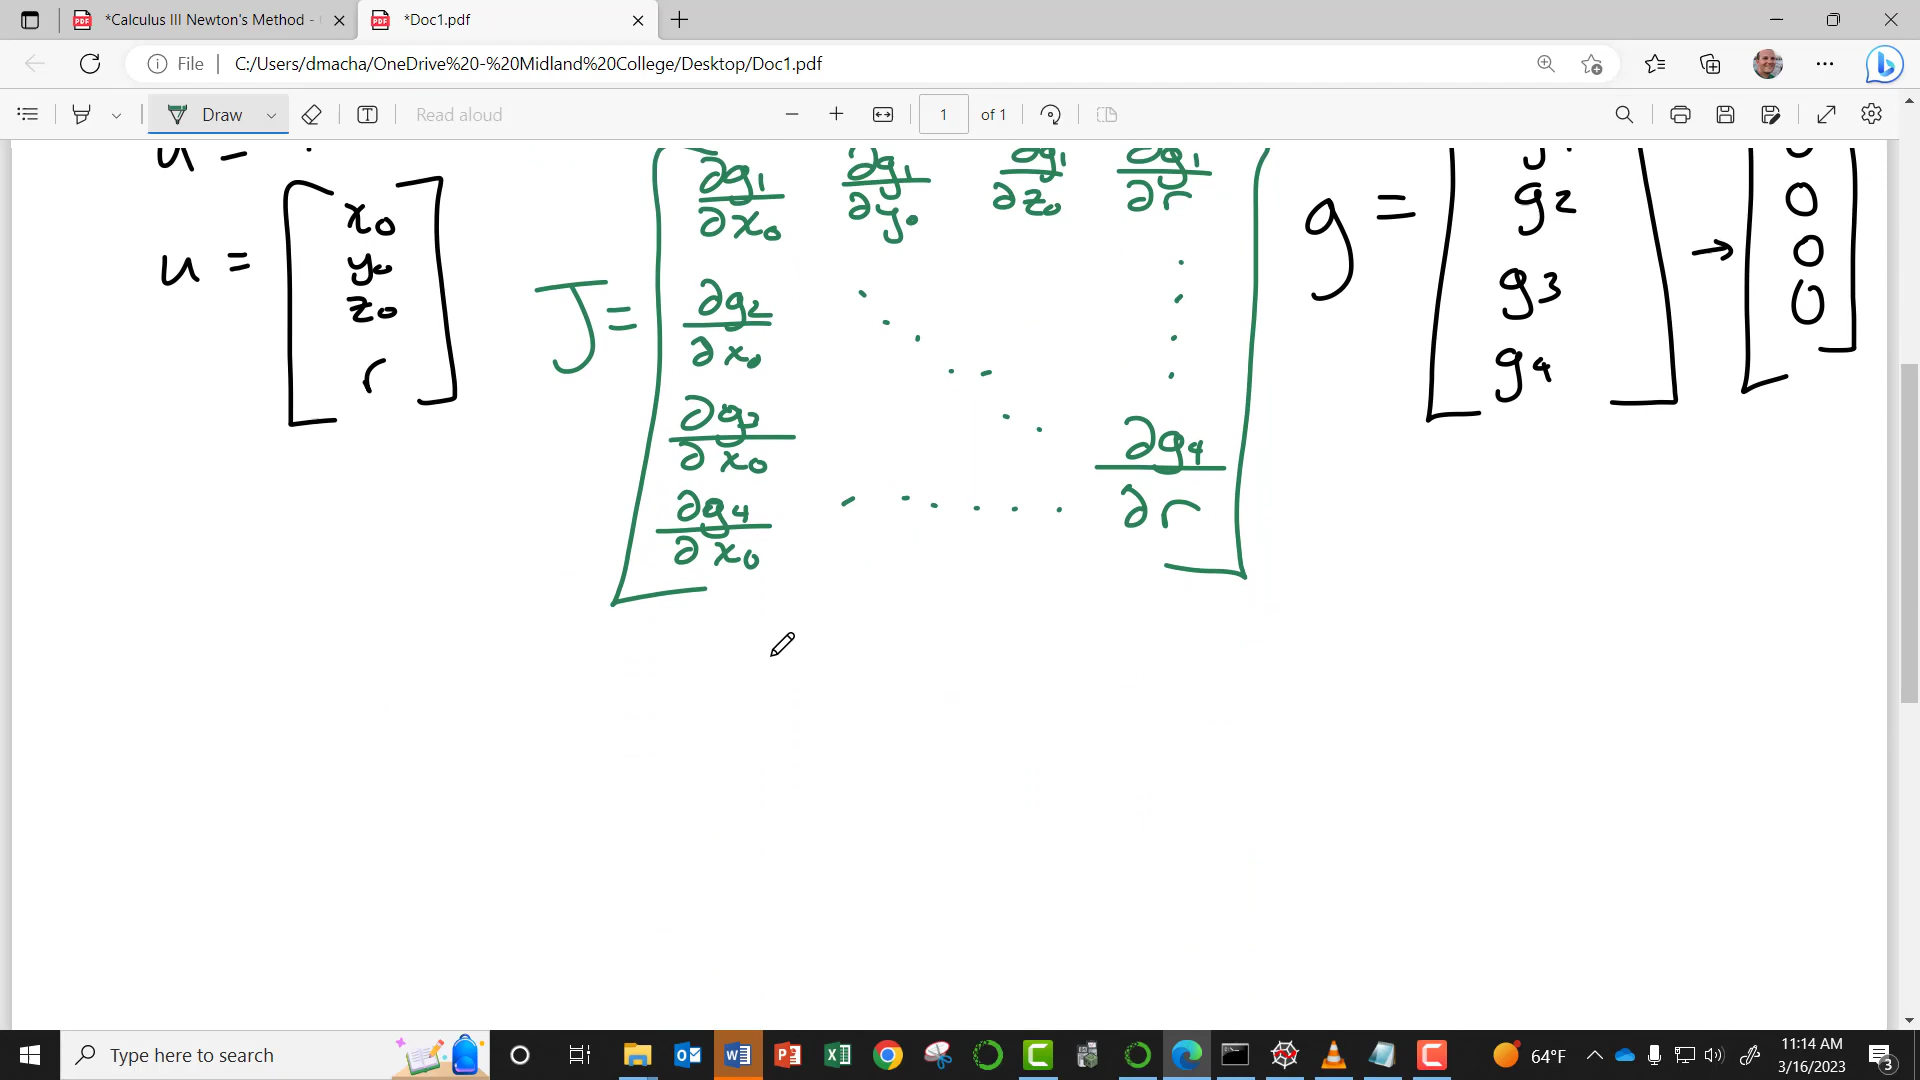 *Calculus III Newton's Method -
*Doc1.pdf
File
C:/Users/dmacha/OneDrive%20-%20Midland%20College/Desktop/Doc1.pdf
Draw
Read aloud
1 of 1
u =
u = [ x₀ y₀ z₀ r ]
J =
∂g₁/∂x₀ ∂g₁/∂y₀ ∂g₁/∂z₀ ∂g₁/∂r
∂g₂/∂x₀
∂g₃/∂x₀
∂g₄/∂x₀ ...... ∂g₄/∂r
g =
g₂
g₃
g₄
→
0
0
0
Type here to search
64°F
11:14 AM
3/16/2023
3